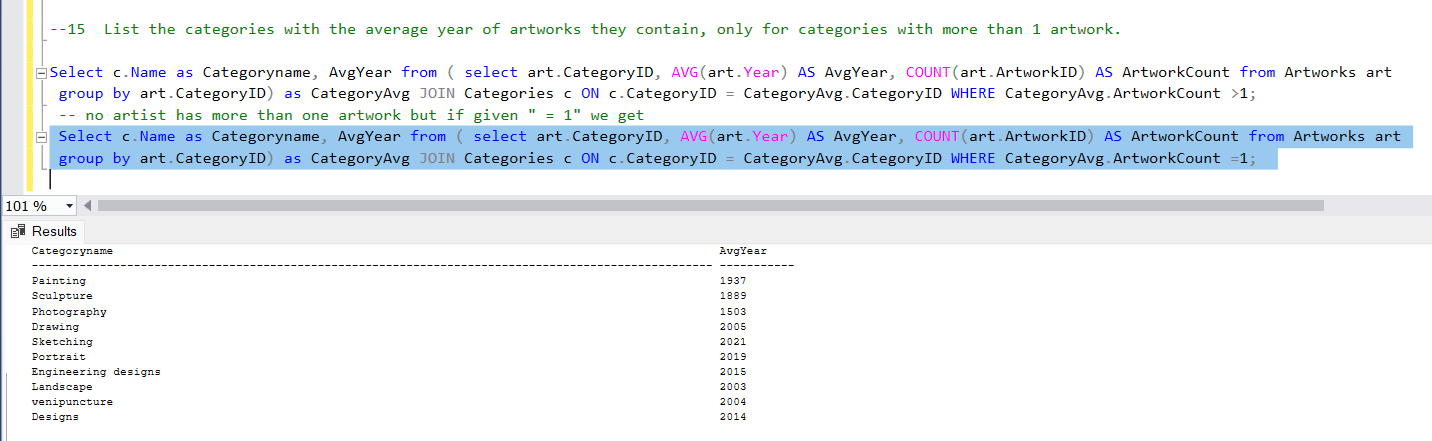 --15  List the categories with the average year of artworks they contain, only for categories with more than 1 artwork.
Select c.Name as Categoryname, AvgYear from ( select art.CategoryID, AVG(art.Year) AS AvgYear, COUNT(art.ArtworkID) AS ArtworkCount from Artworks art
group by art.CategoryID) as CategoryAvg JOIN Categories c ON c.CategoryID = CategoryAvg.CategoryID WHERE CategoryAvg.ArtworkCount >1;
-- no artist has more than one artwork but if given " = 1" we get
Select c.Name as Categoryname, AvgYear from ( select art.CategoryID, AVG(art.Year) AS AvgYear, COUNT(art.ArtworkID) AS ArtworkCount from Artworks art
group by art.CategoryID) as CategoryAvg JOIN Categories c ON c.CategoryID = CategoryAvg.CategoryID WHERE CategoryAvg.ArtworkCount =1;
101 %
Results
Categoryname AvgYear
Painting 1937
Sculpture 1889
Photography 1503
Drawing 2005
Sketching 2021
Portrait 2019
Engineering designs 2015
Landscape 2003
venipuncture 2004
Designs 2014